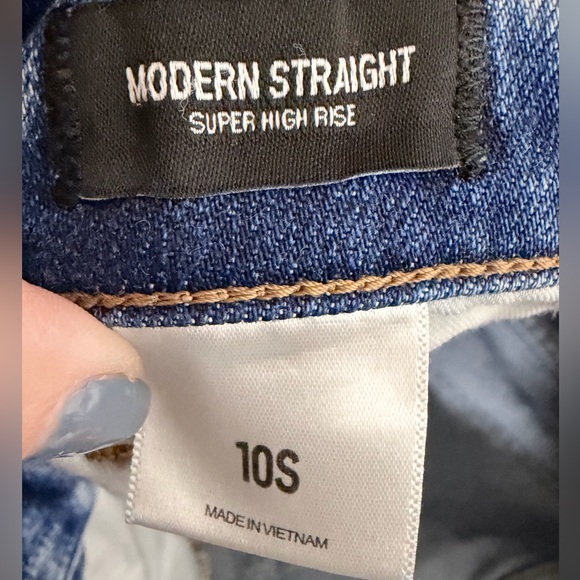 MODERN STRAIGHT
SUPER HIGH RISE
10S
MADE IN VIETNAM